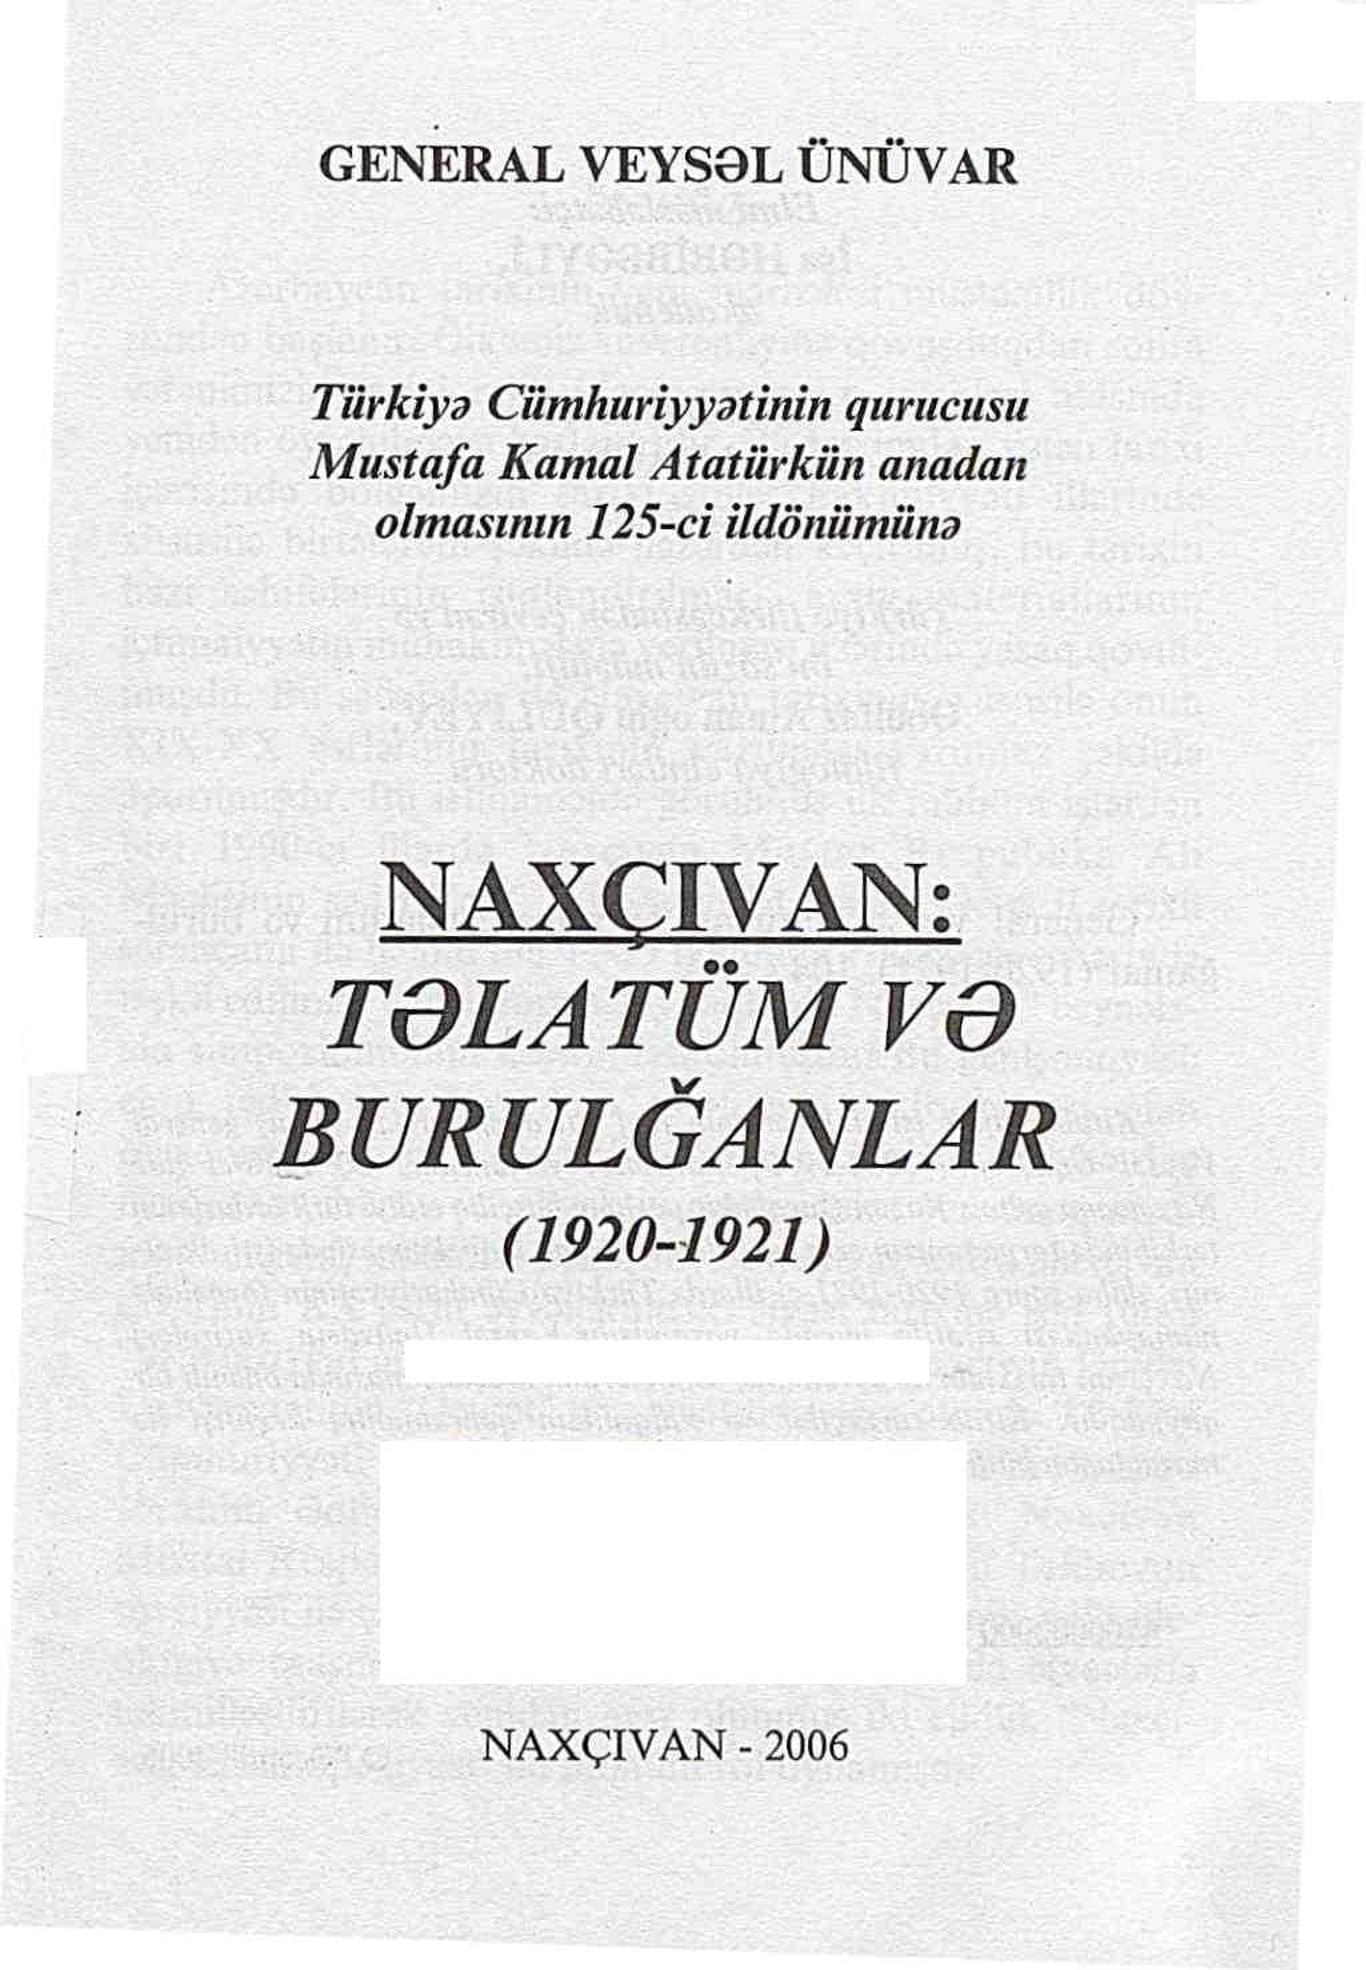 GENERAL VEYSƏL ÜNÜVAR
Türkiyə Cümhuriyyətinin qurucusu
Mustafa Kamal Atatürkün anadan
olmasının 125-ci ildönümünə
NAXÇIVAN:
TƏLATÜM VƏ
BURULĞANLAR
(1920-1921)
NAXÇIVAN - 2006